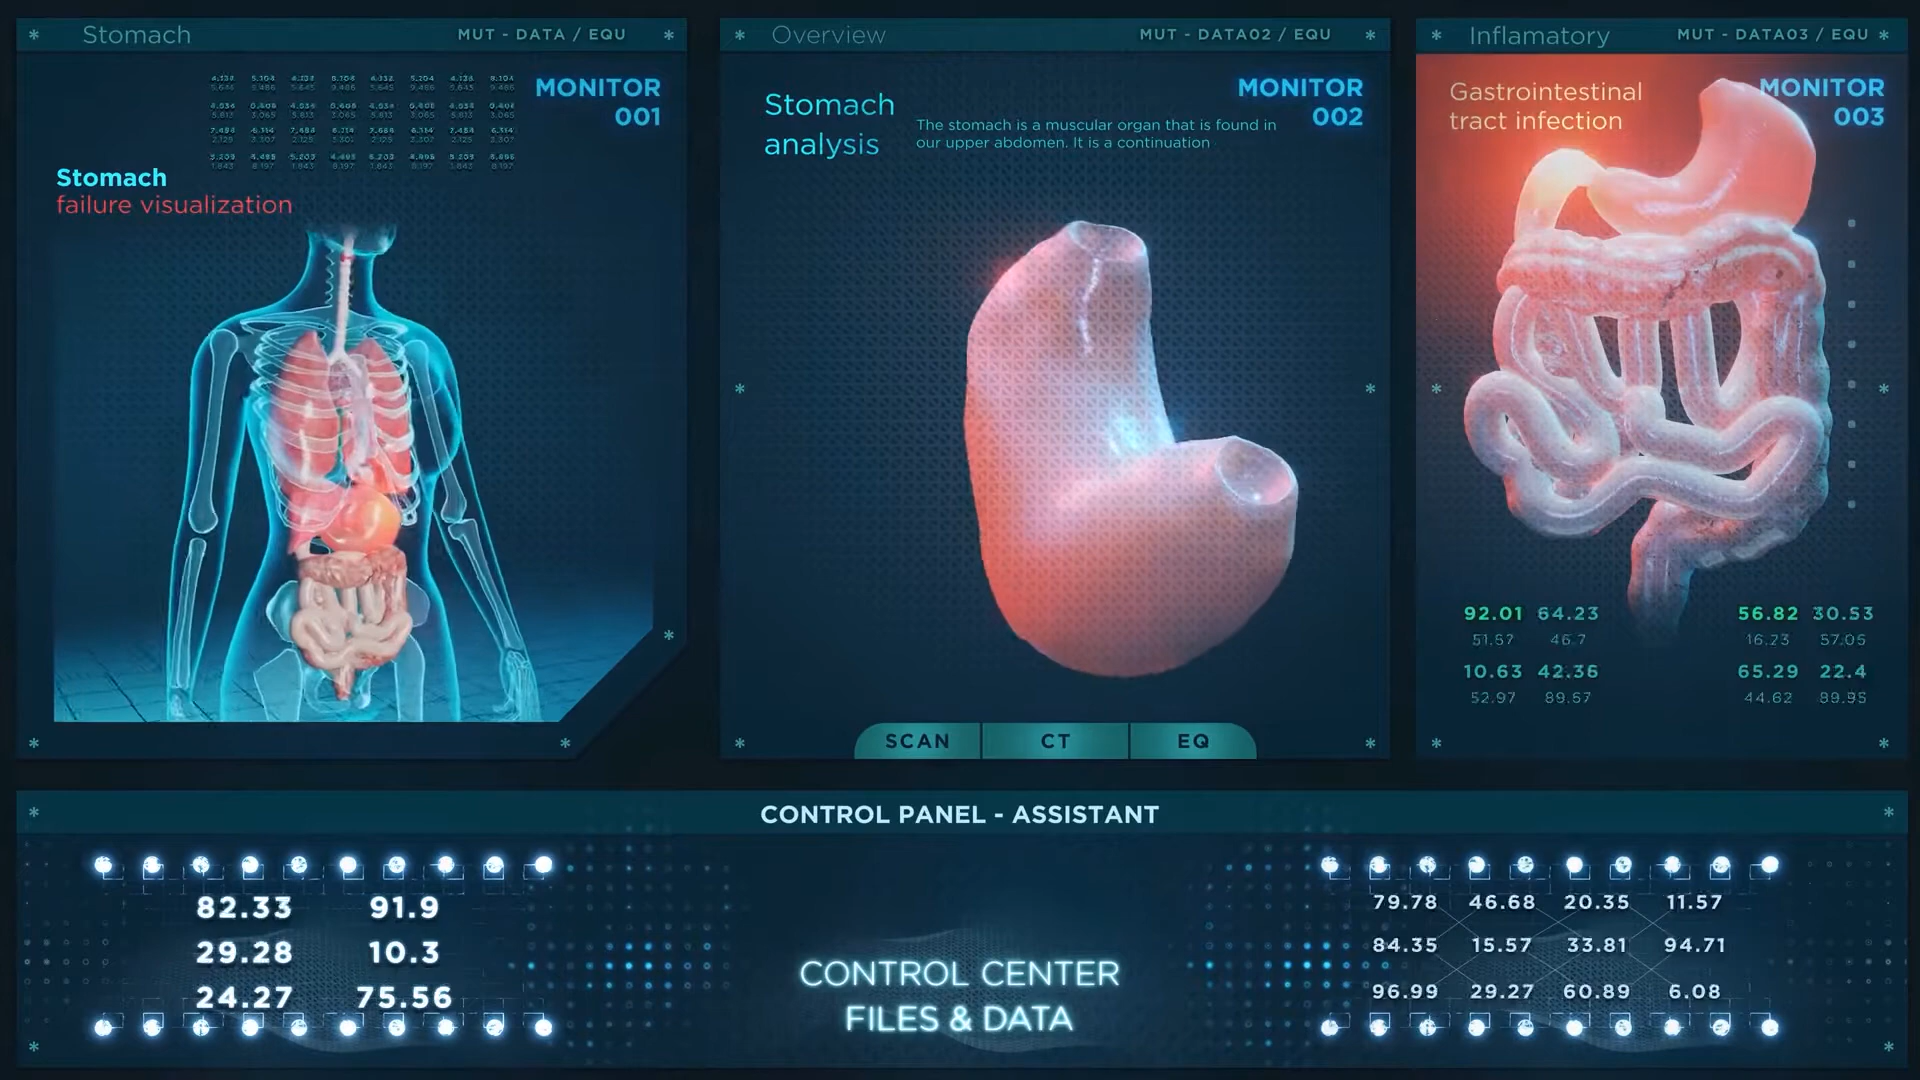 * Stomach MUT - DATA / EQU *
MONITOR
001
Stomach
failure visualization
* Overview MUT - DATA02 / EQU *
MONITOR
002
Stomach
analysis
The stomach is a muscular organ that is found in
our upper abdomen. It is a continuation
SCAN CT EQ
* Inflamatory MUT - DATA03 / EQU *
Gastrointestinal
tract infection
MONITOR
003
92.01 64.23 56.82 30.53
51.57 46.7 16.23 57.05
10.63 42.36 65.29 22.4
52.97 89.57 44.62 89.95
CONTROL PANEL - ASSISTANT
82.33 91.9
29.28 10.3
24.27 75.56
CONTROL CENTER
FILES & DATA
79.78 46.68 20.35 11.57
84.35 15.57 33.81 94.71
96.99 29.27 60.89 6.08